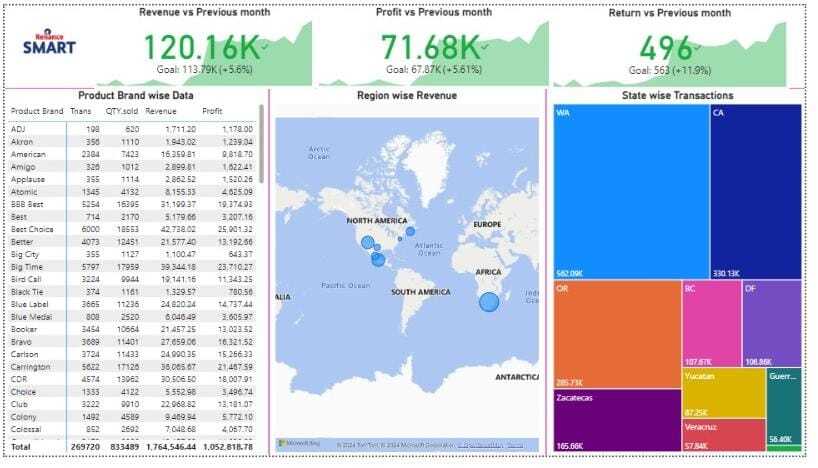 Revenue vs Previous month
Profit vs Previous month
Return vs Previous month
Reliance
SMART
120.16K
Goal: 113.79K (+5.6%)
71.68K
Goal: 67.87K (+5.61%)
496
Goal: 563 (+11.9%)
Product Brand wise Data
Product Brand Trans QTY.sold Revenue Profit
ADJ 198 620 1,711.20 1,178.00
Akron 356 1110 1,943.02 1,239.04
American 2384 7423 16,359.81 9,818.70
Amigo 326 1012 2,899.81 1,622.41
Applause 355 1114 2,862.52 1,520.26
Atomic 1345 4132 8,155.53 4,625.09
BBB Best 5254 16395 31,199.37 19,374.93
Best 714 2170 5,179.66 3,207.16
Best Choice 6000 18553 42,738.02 25,901.32
Better 4073 12451 21,577.40 13,192.66
Big City 355 1127 1,100.47 643.37
Big Time 5797 17959 39,344.18 23,710.27
Bird Call 3224 9944 19,141.16 11,343.25
Black Tie 374 1161 1,329.57 780.56
Blue Label 3665 11236 24,820.24 14,737.44
Blue Medal 808 2520 6,046.49 3,605.97
Booker 3454 10664 21,457.25 13,023.52
Bravo 3689 11401 27,659.06 16,321.52
Carlson 3724 11433 24,990.35 15,266.33
Carrington 5622 17126 36,065.67 21,467.59
CDR 4574 13962 30,506.50 18,007.91
Choice 1333 4122 5,552.98 3,496.74
Club 3222 9910 22,968.82 13,181.07
Colony 1492 4589 9,469.94 5,772.10
Colossal 852 2692 7,048.68 4,067.70
Total 269720 833489 1,764,546.44 1,052,818.78
Region wise Revenue
Arctic
Ocean
NORTH AMERICA
EUROPE
Atlantic
Ocean
AFRICA
Pacific Ocean
SOUTH AMERICA
ALIA
ANTARCTICA
Microsoft Bing
© 2024 TomTom, © 2024 Microsoft Corporation
State wise Transactions
WA
562.09K
CA
330.13K
OR
285.73K
BC
107.67K
DF
106.86K
Zacatecas
165.66K
Yucatan
87.25K
Guerr...
56.40K
Veracruz
57.84K